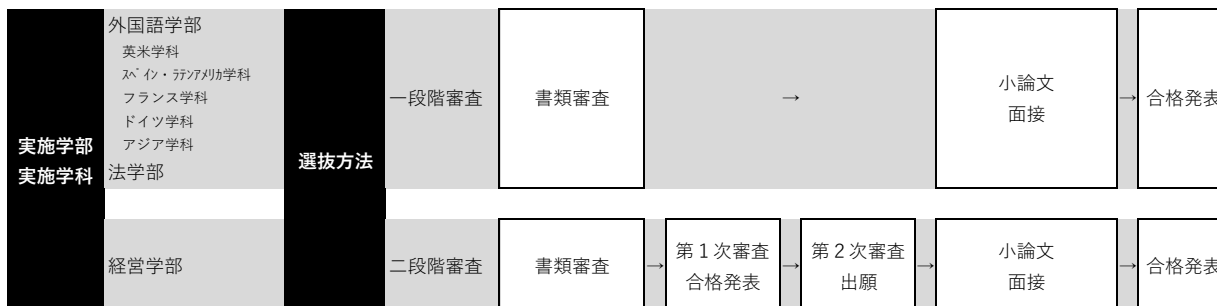 外国語学部
英米学科
ｽﾍﾟｲﾝ・ﾗﾃﾝｱﾒﾘｶ学科
フランス学科
ドイツ学科
アジア学科
法学部
実施学部
実施学科
選抜方法
一段階審査
書類審査
→
小論文
面接
→
合格発表
経営学部
二段階審査
書類審査
→
第１次審査
合格発表
→
第２次審査
出願
→
小論文
面接
→
合格発表